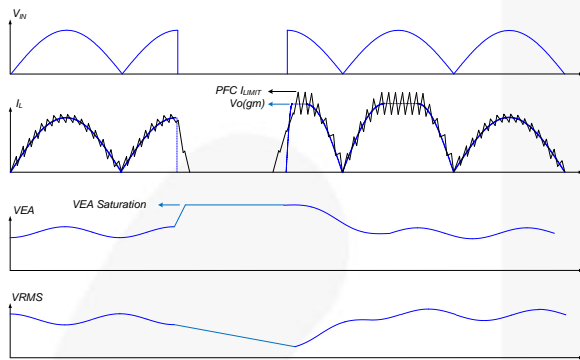 VIN
PFC ILIMIT
Vo(gm)
IL
VEA
VEA Saturation
VRMS